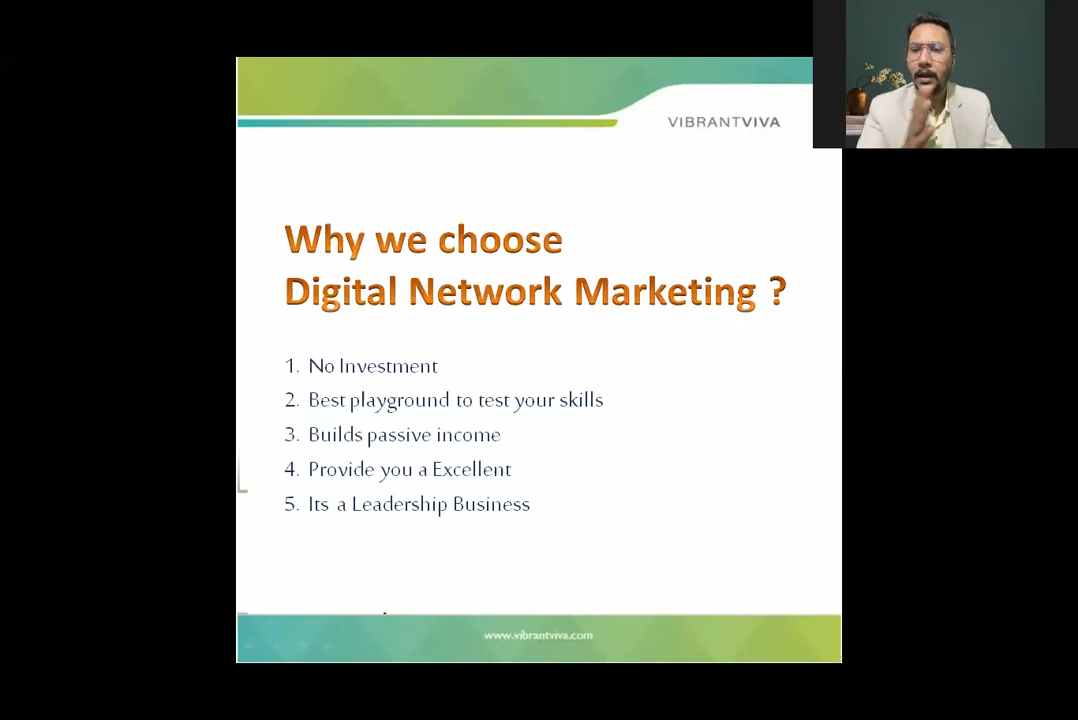 VIBRANTVIVA
Why we choose
Digital Network Marketing ?
1. No Investment
2. Best playground to test your skills
3. Builds passive income
4. Provide you a Excellent
5. Its a Leadership Business
www.vibrantviva.com